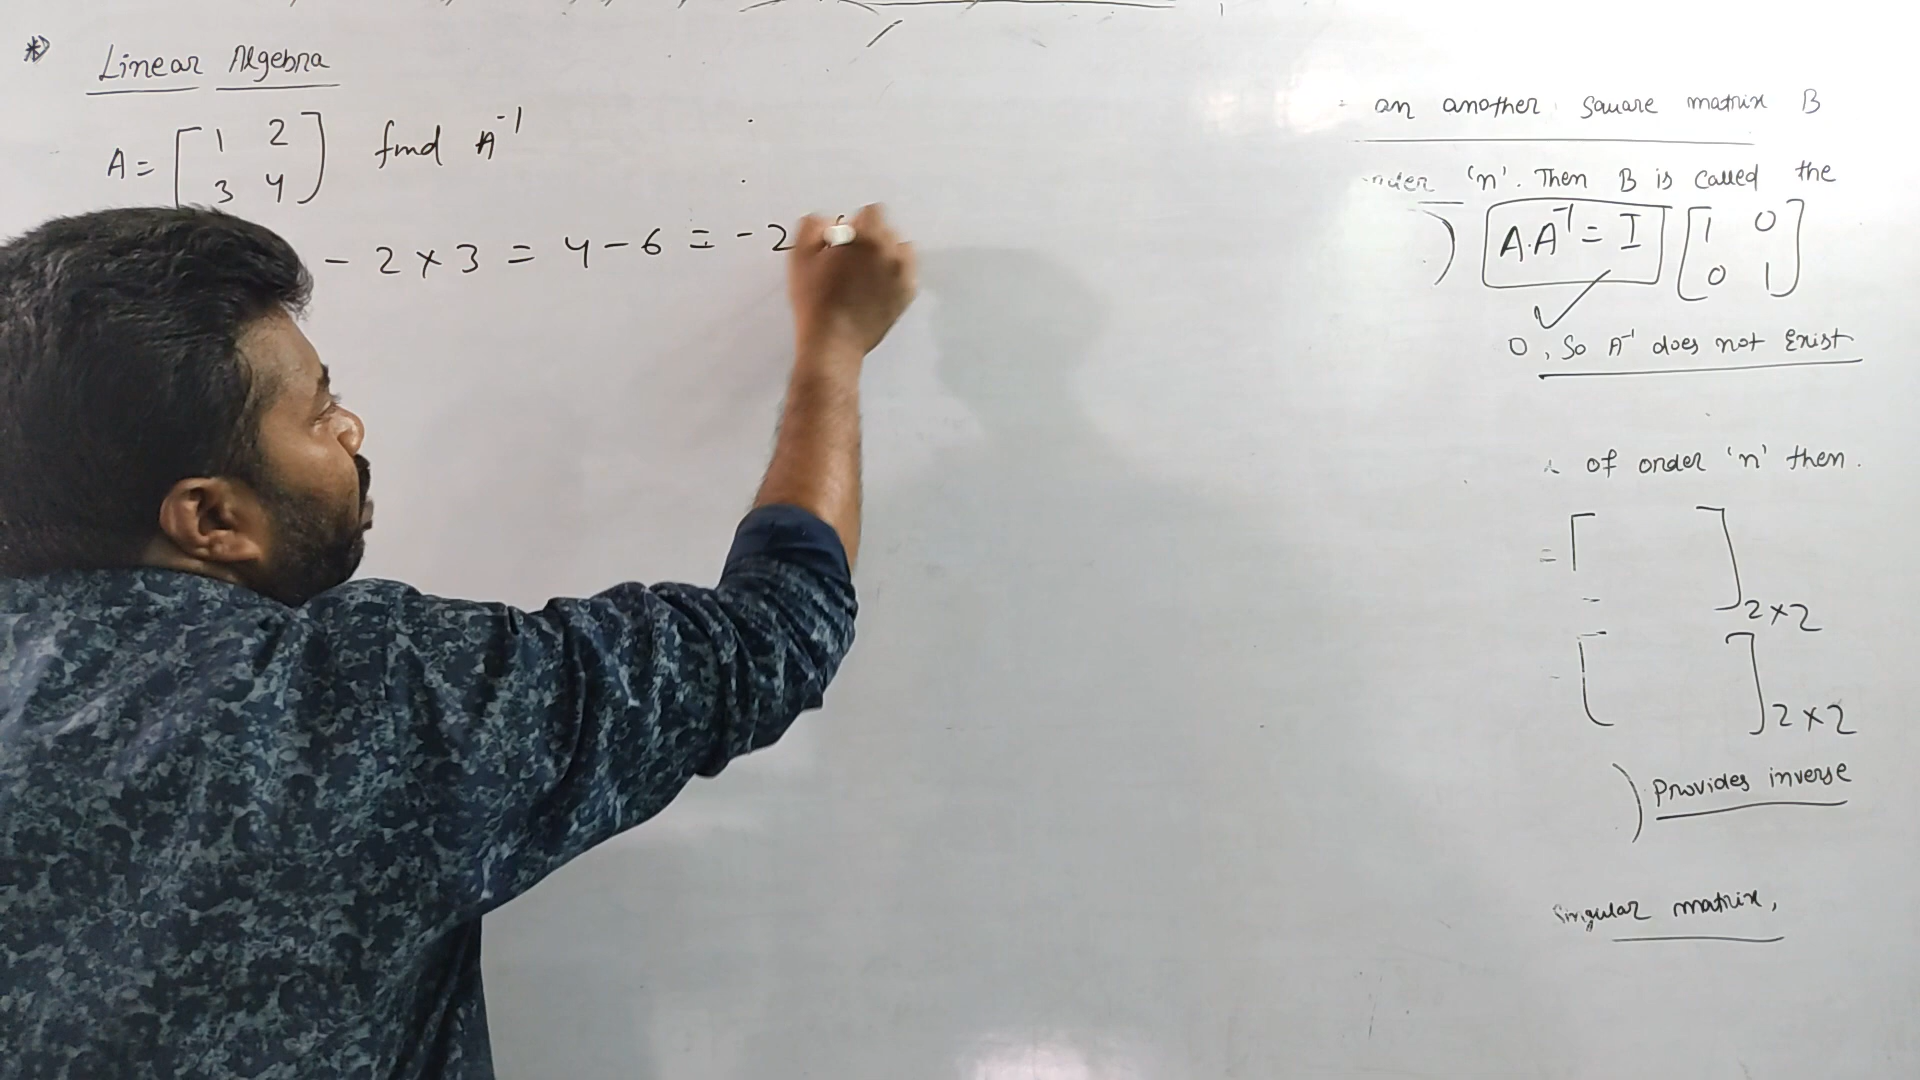 Linear Algebra
A = [ 1 2
3 4 ] find A⁻¹
- 2 × 3 = 4 - 6 = - 2
an another square matrix B
'n'. Then B is called the
) A.A⁻¹ = I [ 1 0
0 1 ]
0, So A⁻¹ does not Exist
of order 'n' then.
= [ ] 2×2
[ ] 2×2
) Provides inverse
Singular matrix,